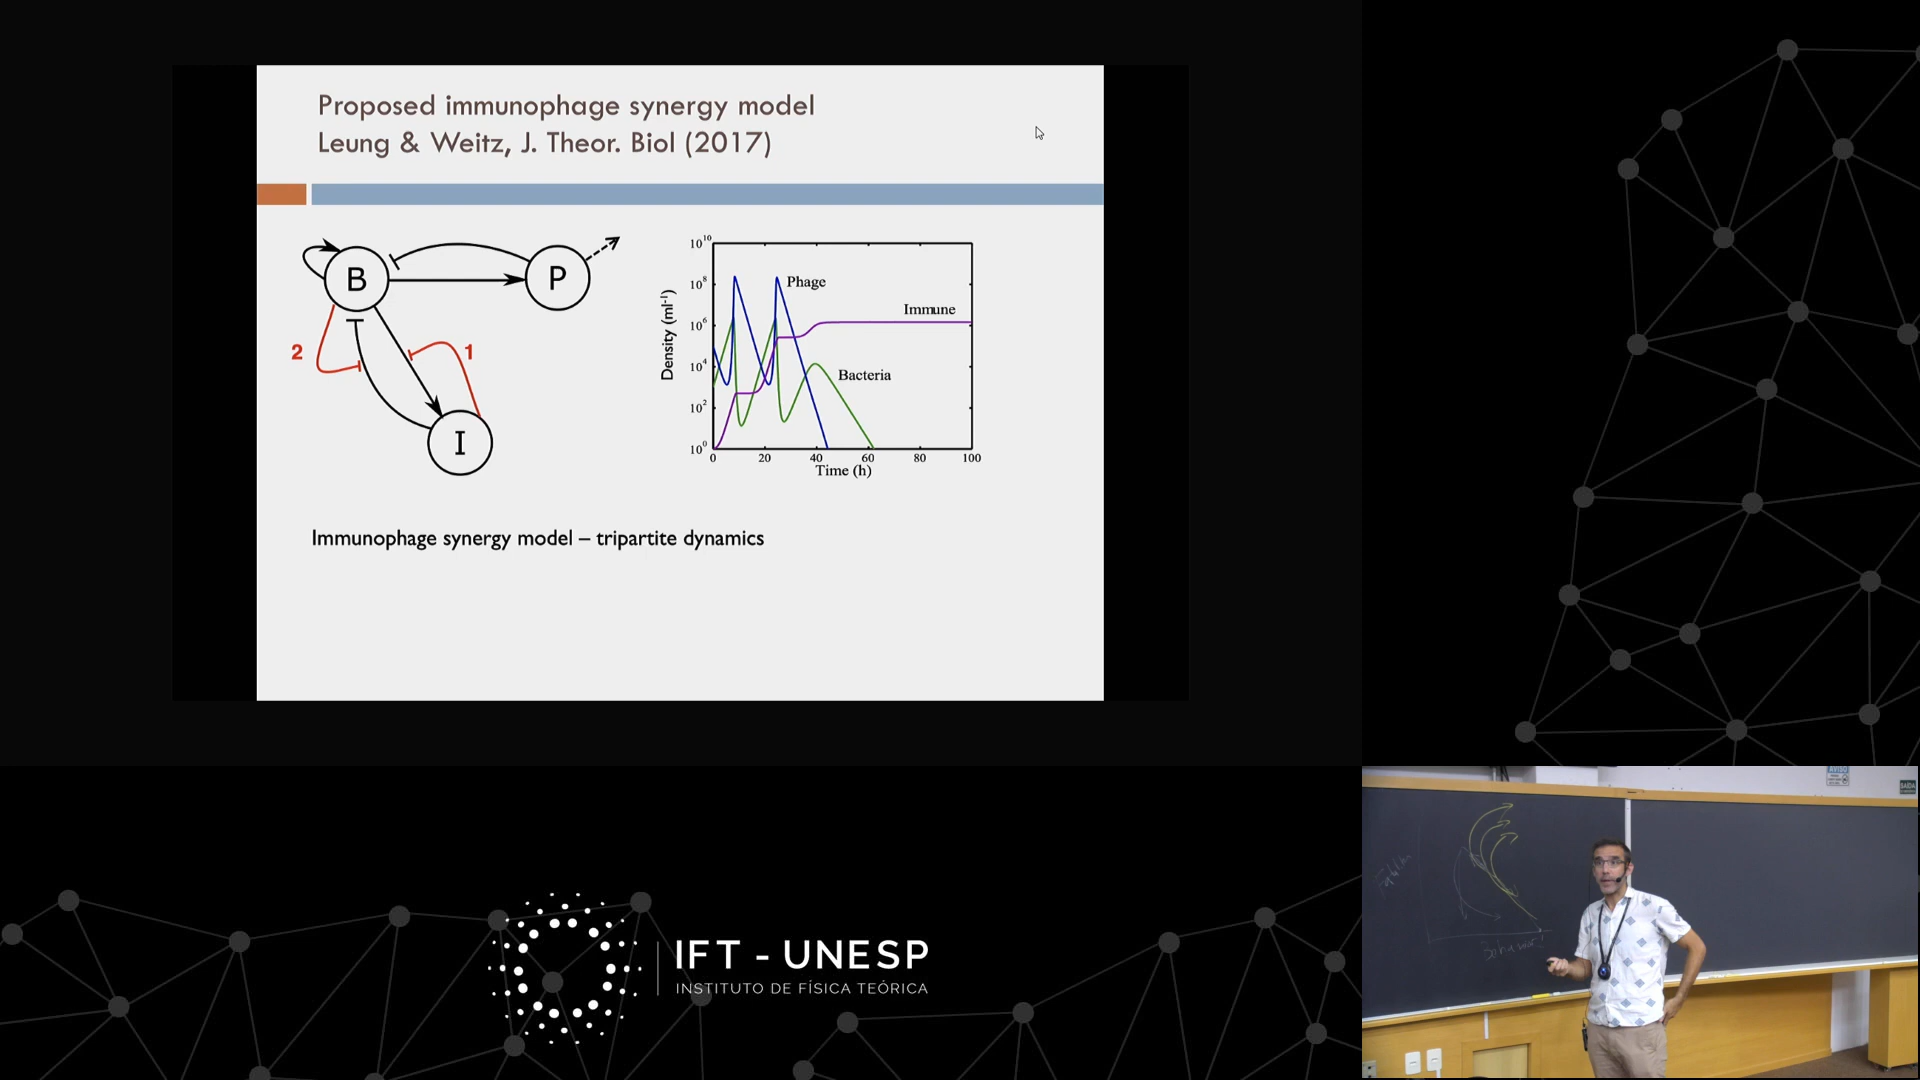 Proposed immunophage synergy model
Leung & Weitz, J. Theor. Biol (2017)
B
P
2
1
I
10^10
10^8
10^6
10^4
10^2
10^0
Density (ml^-1)
Phage
Immune
Bacteria
0 20 40 60 80 100
Time (h)
Immunophage synergy model – tripartite dynamics
IFT - UNESP
INSTITUTO DE FÍSICA TEÓRICA